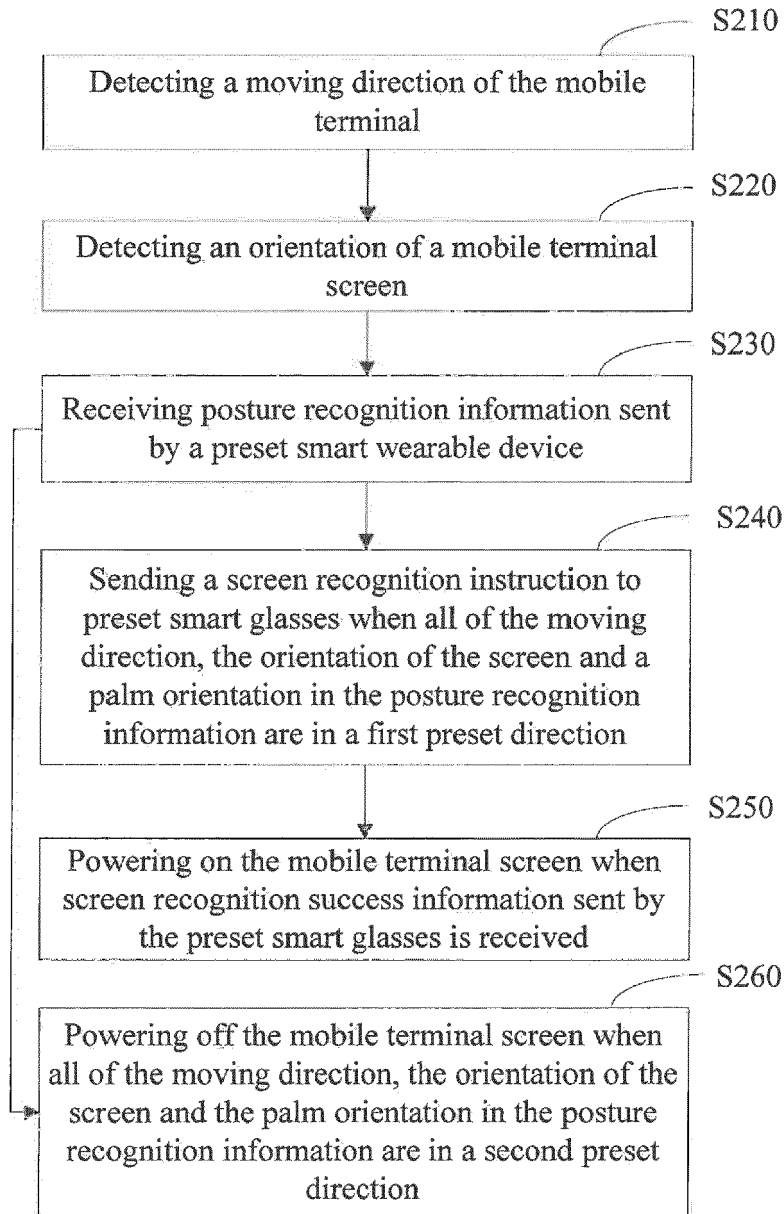 S210
Detecting a moving direction of the mobile
terminal
S220
Detecting an orientation of a mobile terminal
screen
S230
Receiving posture recognition information sent
by a preset smart wearable device
S240
Sending a screen recognition instruction to
preset smart glasses when all of the moving
direction, the orientation of the screen and a
palm orientation in the posture recognition
information are in a first preset direction
S250
Powering on the mobile terminal screen when
screen recognition success information sent by
the preset smart glasses is received
S260
Powering off the mobile terminal screen when
all of the moving direction, the orientation of the
screen and the palm orientation in the posture
recognition information are in a second preset
direction